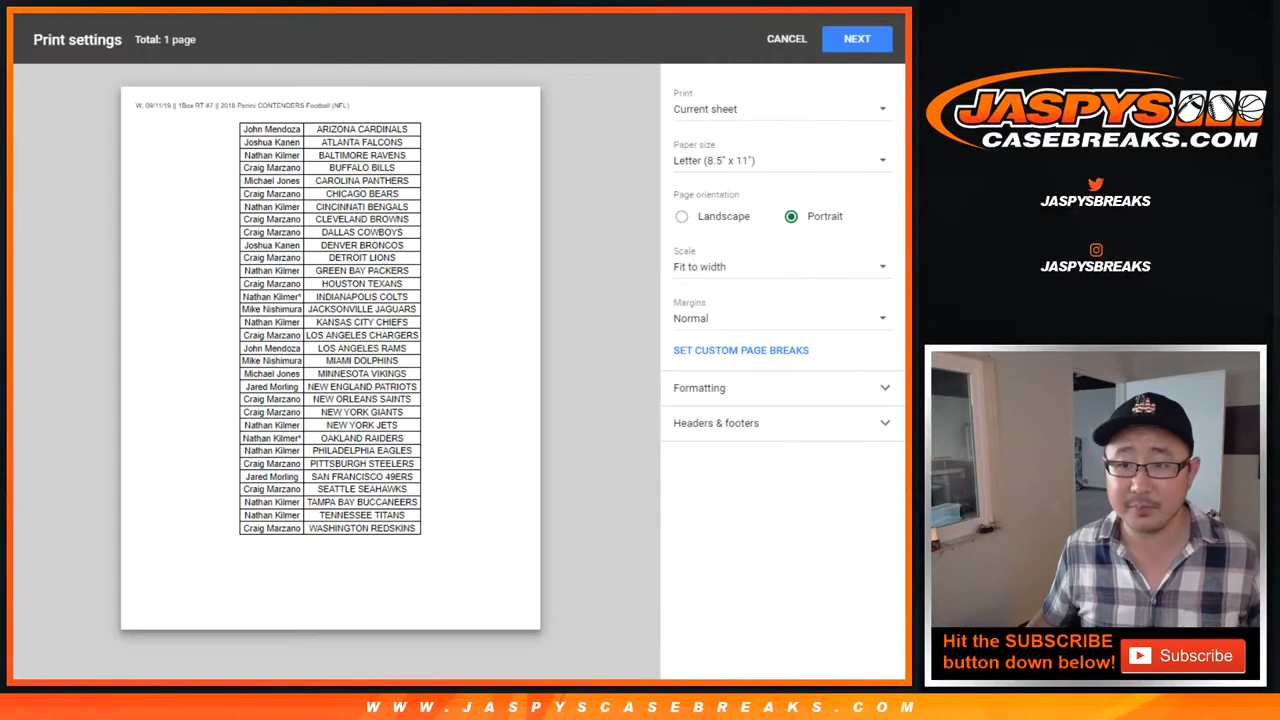 Print settings Total: 1 page
CANCEL NEXT
W, 09/11/19 || 1Box RT #7 || 2018 Panini CONTENDERS Football (NFL)
John Mendoza ARIZONA CARDINALS
Joshua Kanen ATLANTA FALCONS
Nathan Kilmer BALTIMORE RAVENS
Craig Marzano BUFFALO BILLS
Michael Jones CAROLINA PANTHERS
Craig Marzano CHICAGO BEARS
Nathan Kilmer CINCINNATI BENGALS
Craig Marzano CLEVELAND BROWNS
Craig Marzano DALLAS COWBOYS
Joshua Kanen DENVER BRONCOS
Craig Marzano DETROIT LIONS
Nathan Kilmer GREEN BAY PACKERS
Craig Marzano HOUSTON TEXANS
Nathan Kilmer* INDIANAPOLIS COLTS
Mike Nishimura JACKSONVILLE JAGUARS
Nathan Kilmer KANSAS CITY CHIEFS
Craig Marzano LOS ANGELES CHARGERS
John Mendoza LOS ANGELES RAMS
Mike Nishimura MIAMI DOLPHINS
Michael Jones MINNESOTA VIKINGS
Jared Morling NEW ENGLAND PATRIOTS
Craig Marzano NEW ORLEANS SAINTS
Craig Marzano NEW YORK GIANTS
Nathan Kilmer NEW YORK JETS
Nathan Kilmer* OAKLAND RAIDERS
Nathan Kilmer PHILADELPHIA EAGLES
Craig Marzano PITTSBURGH STEELERS
Jared Morling SAN FRANCISCO 49ERS
Craig Marzano SEATTLE SEAHAWKS
Nathan Kilmer TAMPA BAY BUCCANEERS
Nathan Kilmer TENNESSEE TITANS
Craig Marzano WASHINGTON REDSKINS
Print
Current sheet
Paper size
Letter (8.5" x 11")
Page orientation
Landscape Portrait
Scale
Fit to width
Margins
Normal
SET CUSTOM PAGE BREAKS
Formatting
Headers & footers
JASPYS
CASEBREAKS.COM
JASPYSBREAKS
JASPYSBREAKS
Hit the SUBSCRIBE
button down below!
Subscribe
WWW.JASPYSCASEBREAKS.COM